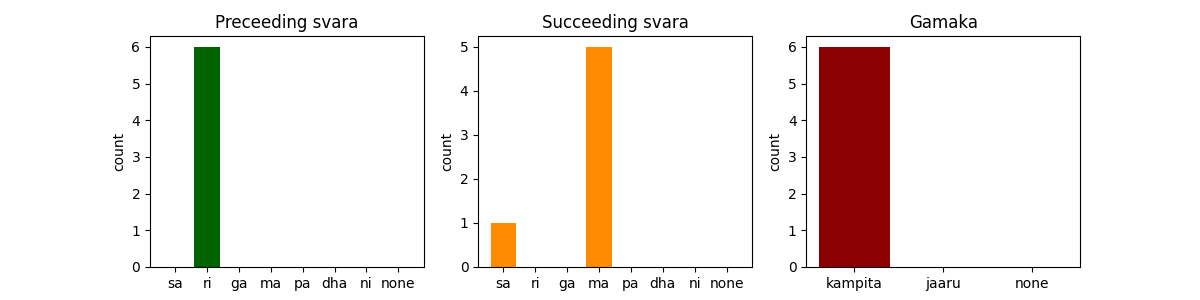 Preceeding svara
6
5
4
3
2
1
0
count
sa ri ga ma pa dha ni none
Succeeding svara
5
4
3
2
1
0
count
sa ri ga ma pa dha ni none
Gamaka
6
5
4
3
2
1
0
count
kampita jaaru none